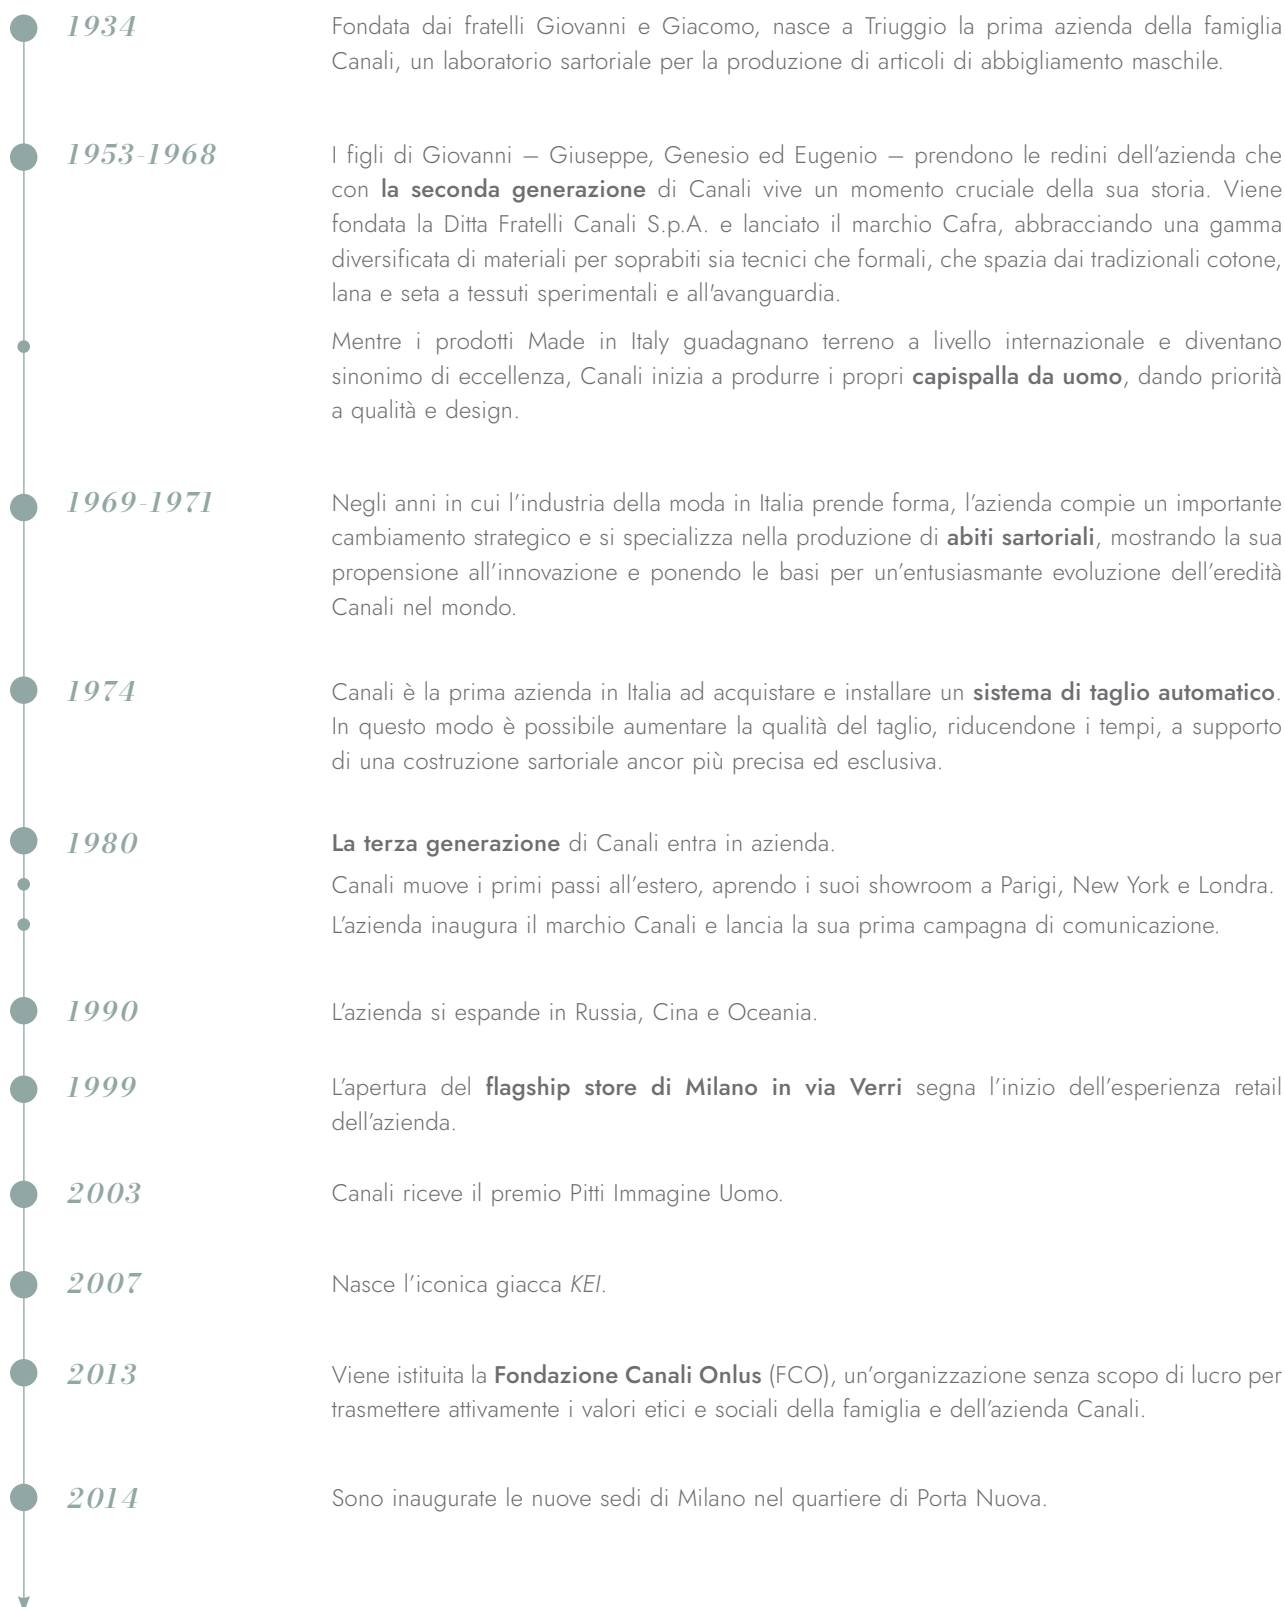 1934
Fondata dai fratelli Giovanni e Giacomo, nasce a Triuggio la prima azienda della famiglia
Canali, un laboratorio sartoriale per la produzione di articoli di abbigliamento maschile.
1953-1968
I figli di Giovanni – Giuseppe, Genesio ed Eugenio – prendono le redini dell’azienda che
con la seconda generazione di Canali vive un momento cruciale della sua storia. Viene
fondata la Ditta Fratelli Canali S.p.A. e lanciato il marchio Cafra, abbracciando una gamma
diversificata di materiali per soprabiti sia tecnici che formali, che spazia dai tradizionali cotone,
lana e seta a tessuti sperimentali e all’avanguardia.
Mentre i prodotti Made in Italy guadagnano terreno a livello internazionale e diventano
sinonimo di eccellenza, Canali inizia a produrre i propri capispalla da uomo, dando priorità
a qualità e design.
1969-1971
Negli anni in cui l’industria della moda in Italia prende forma, l’azienda compie un importante
cambiamento strategico e si specializza nella produzione di abiti sartoriali, mostrando la sua
propensione all’innovazione e ponendo le basi per un’entusiasmante evoluzione dell’eredità
Canali nel mondo.
1974
Canali è la prima azienda in Italia ad acquistare e installare un sistema di taglio automatico.
In questo modo è possibile aumentare la qualità del taglio, riducendone i tempi, a supporto
di una costruzione sartoriale ancor più precisa ed esclusiva.
1980
La terza generazione di Canali entra in azienda.
Canali muove i primi passi all’estero, aprendo i suoi showroom a Parigi, New York e Londra.
L’azienda inaugura il marchio Canali e lancia la sua prima campagna di comunicazione.
1990
L’azienda si espande in Russia, Cina e Oceania.
1999
L’apertura del flagship store di Milano in via Verri segna l’inizio dell’esperienza retail
dell’azienda.
2003
Canali riceve il premio Pitti Immagine Uomo.
2007
Nasce l’iconica giacca KEI.
2013
Viene istituita la Fondazione Canali Onlus (FCO), un’organizzazione senza scopo di lucro per
trasmettere attivamente i valori etici e sociali della famiglia e dell’azienda Canali.
2014
Sono inaugurate le nuove sedi di Milano nel quartiere di Porta Nuova.